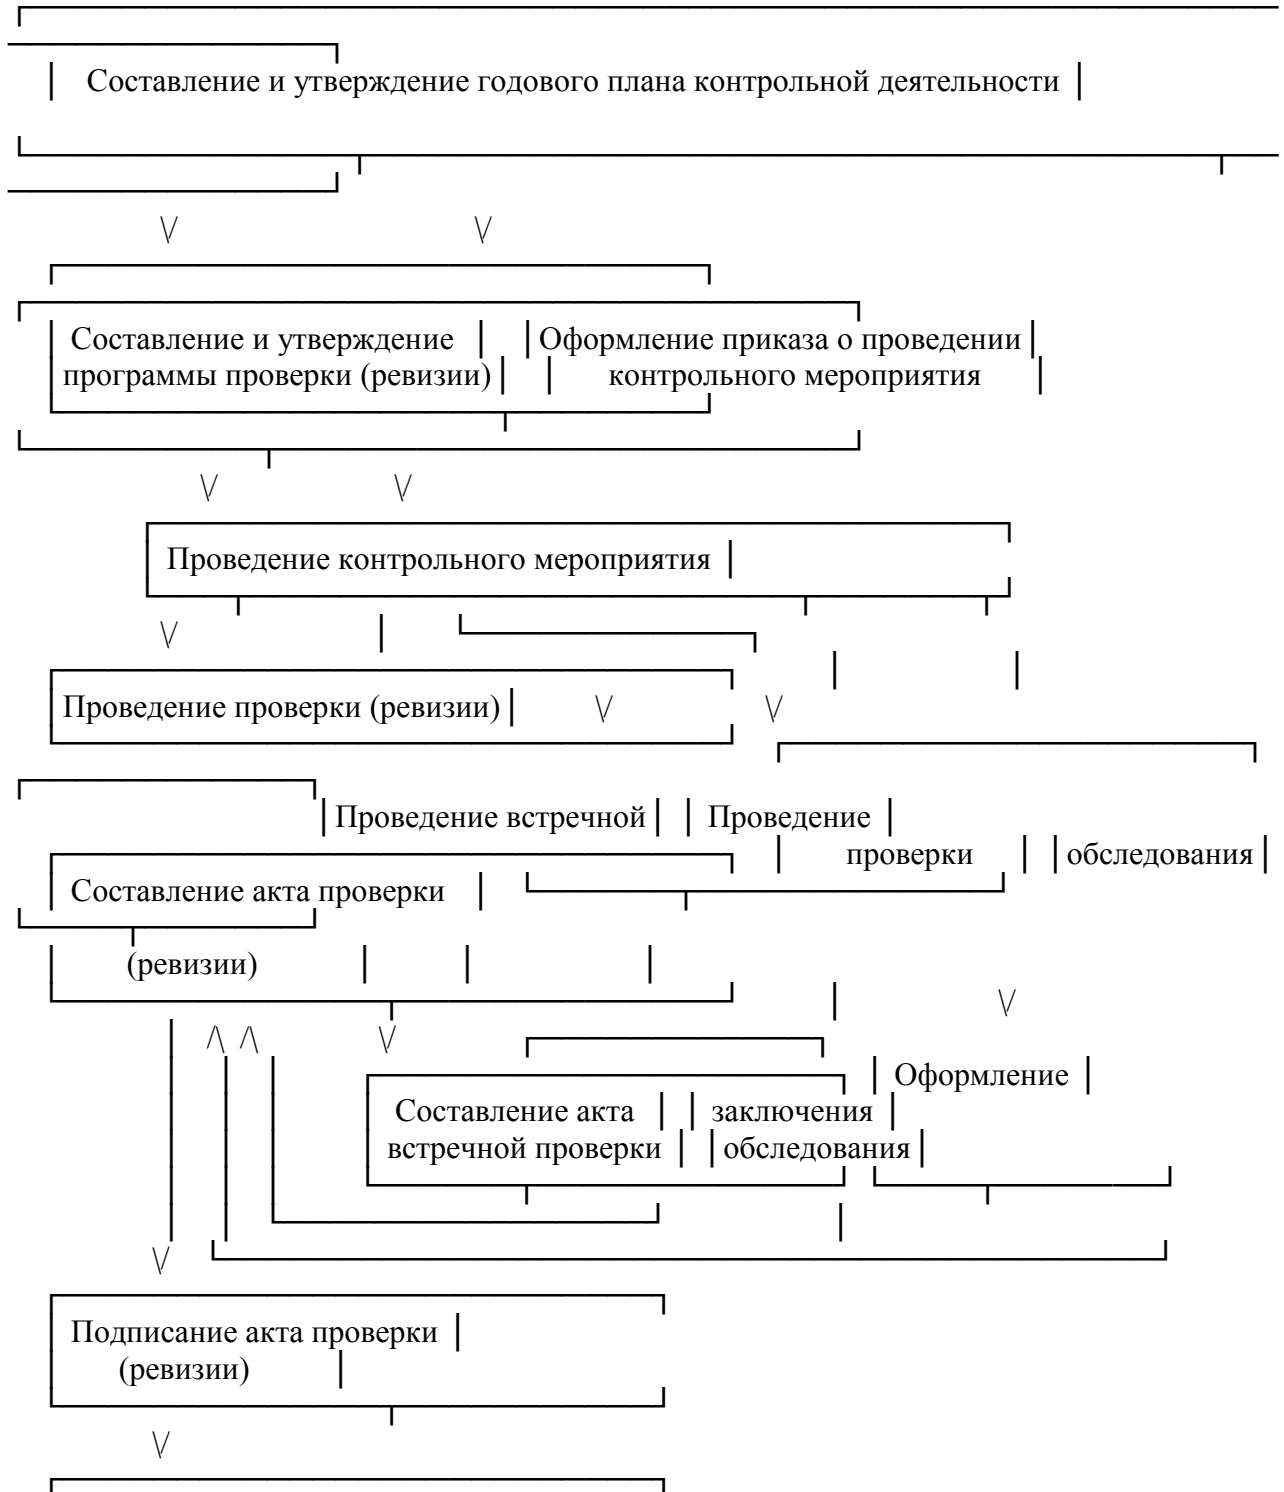 Составление и утверждение годового плана контрольной деятельности
Составление и утверждение Оформление приказа о проведении
программы проверки (ревизии) контрольного мероприятия
Проведение контрольного мероприятия
Проведение проверки (ревизии)
Проведение встречной Проведение
проверки обследования
Составление акта проверки
(ревизии)
Оформление
Составление акта заключения
встречной проверки обследования
Подписание акта проверки
(ревизии)